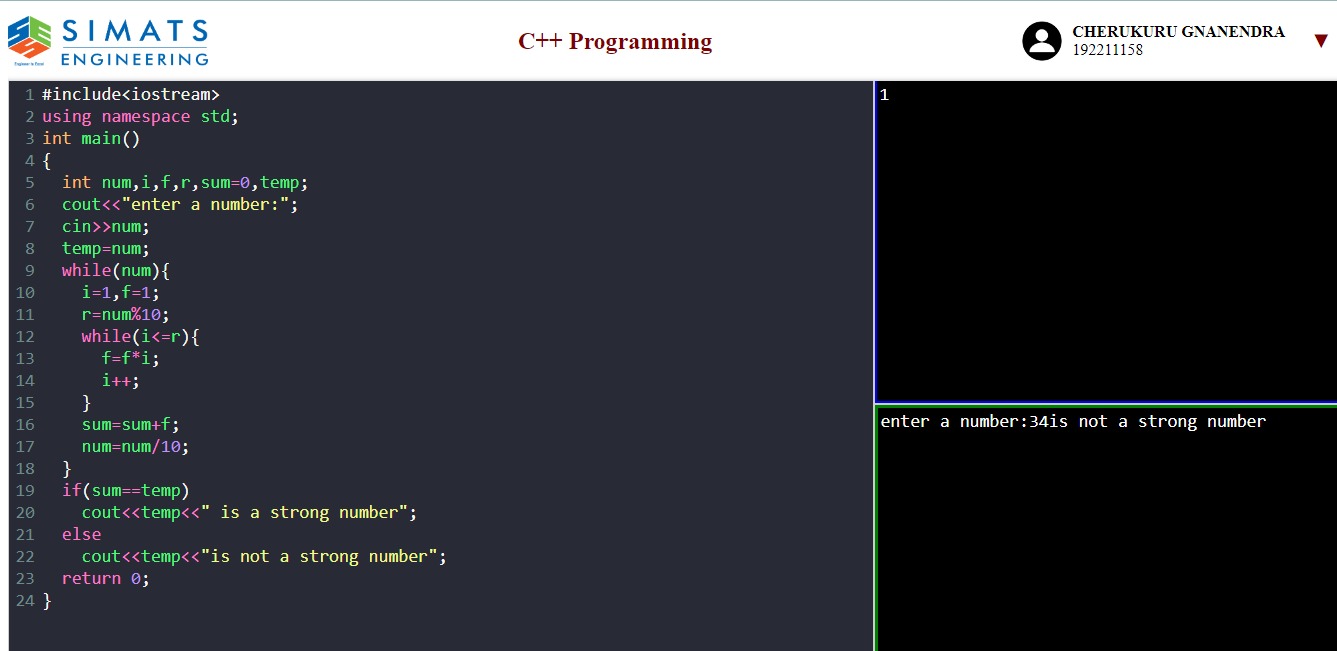 SIMATS
ENGINEERING
Engineer to Excel
C++ Programming
CHERUKURU GNANENDRA
192211158
▼
1 #include<iostream>
2 using namespace std;
3 int main()
4 {
5   int num,i,f,r,sum=0,temp;
6   cout<<"enter a number:";
7   cin>>num;
8   temp=num;
9   while(num){
10     i=1,f=1;
11     r=num%10;
12     while(i<=r){
13       f=f*i;
14       i++;
15     }
16     sum=sum+f;
17     num=num/10;
18   }
19   if(sum==temp)
20     cout<<temp<<" is a strong number";
21   else
22     cout<<temp<<"is not a strong number";
23   return 0;
24 }
1
enter a number:34is not a strong number